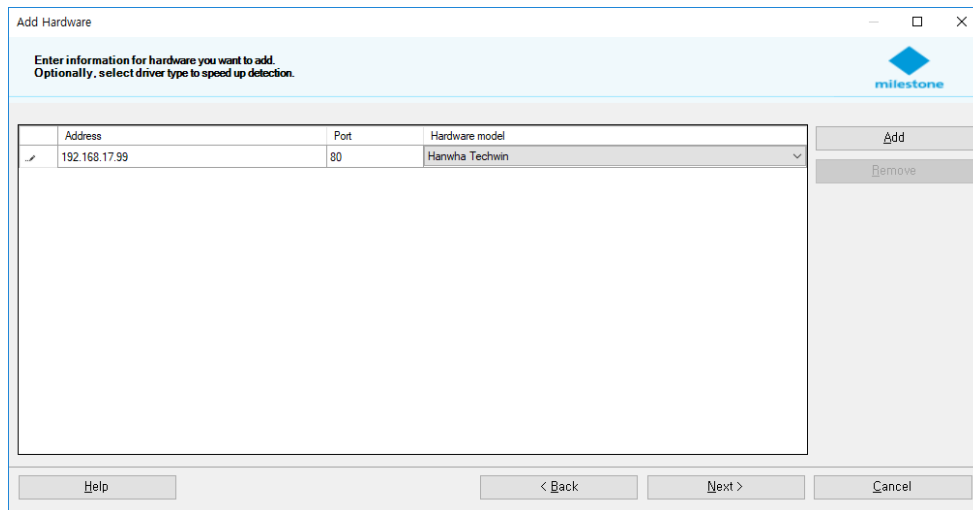 Add Hardware
Enter information for hardware you want to add.
Optionally, select driver type to speed up detection.
milestone
Address Port Hardware model
192.168.17.99 80 Hanwha Techwin
Add
Remove
Help < Back Next > Cancel